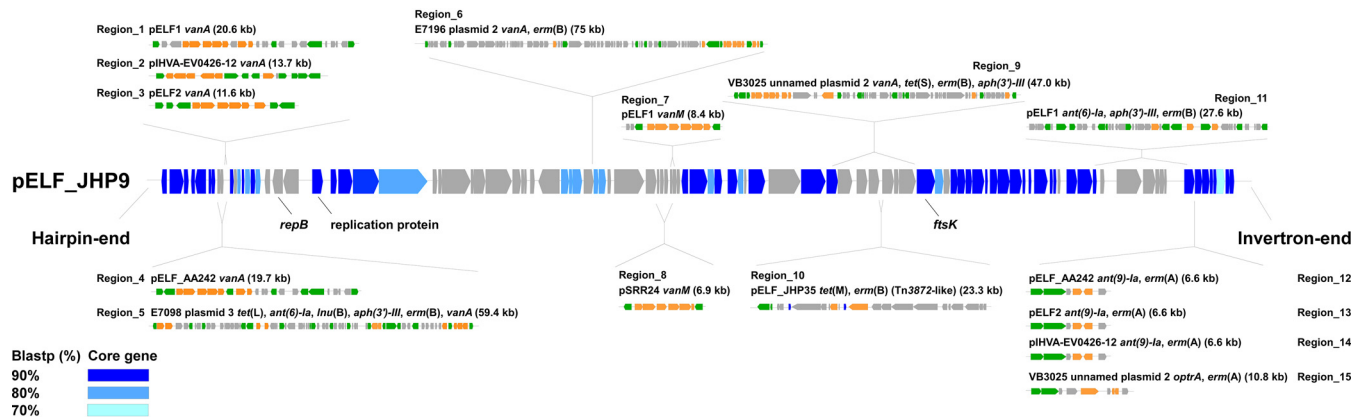 Region_1 pELF1 vanA (20.6 kb)
Region_2 pIHVA-EV0426-12 vanA (13.7 kb)
Region_3 pELF2 vanA (11.6 kb)
Region_6
E7196 plasmid 2 vanA, erm(B) (75 kb)
Region_7
pELF1 vanM (8.4 kb)
Region_9
VB3025 unnamed plasmid 2 vanA, tet(S), erm(B), aph(3')-III (47.0 kb)
Region_11
pELF1 ant(6)-Ia, aph(3')-III, erm(B) (27.6 kb)
pELF_JHP9
repB
replication protein
ftsK
Hairpin-end
Invertron-end
Region_4 pELF_AA242 vanA (19.7 kb)
Region_5 E7098 plasmid 3 tet(L), ant(6)-Ia, lnu(B), aph(3')-III, erm(B), vanA (59.4 kb)
Region_8
pSRR24 vanM (6.9 kb)
Region_10
pELF_JHP35 tet(M), erm(B) (Tn3872-like) (23.3 kb)
pELF_AA242 ant(9)-Ia, erm(A) (6.6 kb) Region_12
pELF2 ant(9)-Ia, erm(A) (6.6 kb) Region_13
pIHVA-EV0426-12 ant(9)-Ia, erm(A) (6.6 kb) Region_14
VB3025 unnamed plasmid 2 optrA, erm(A) (10.8 kb) Region_15
Blastp (%) Core gene
90%
80%
70%